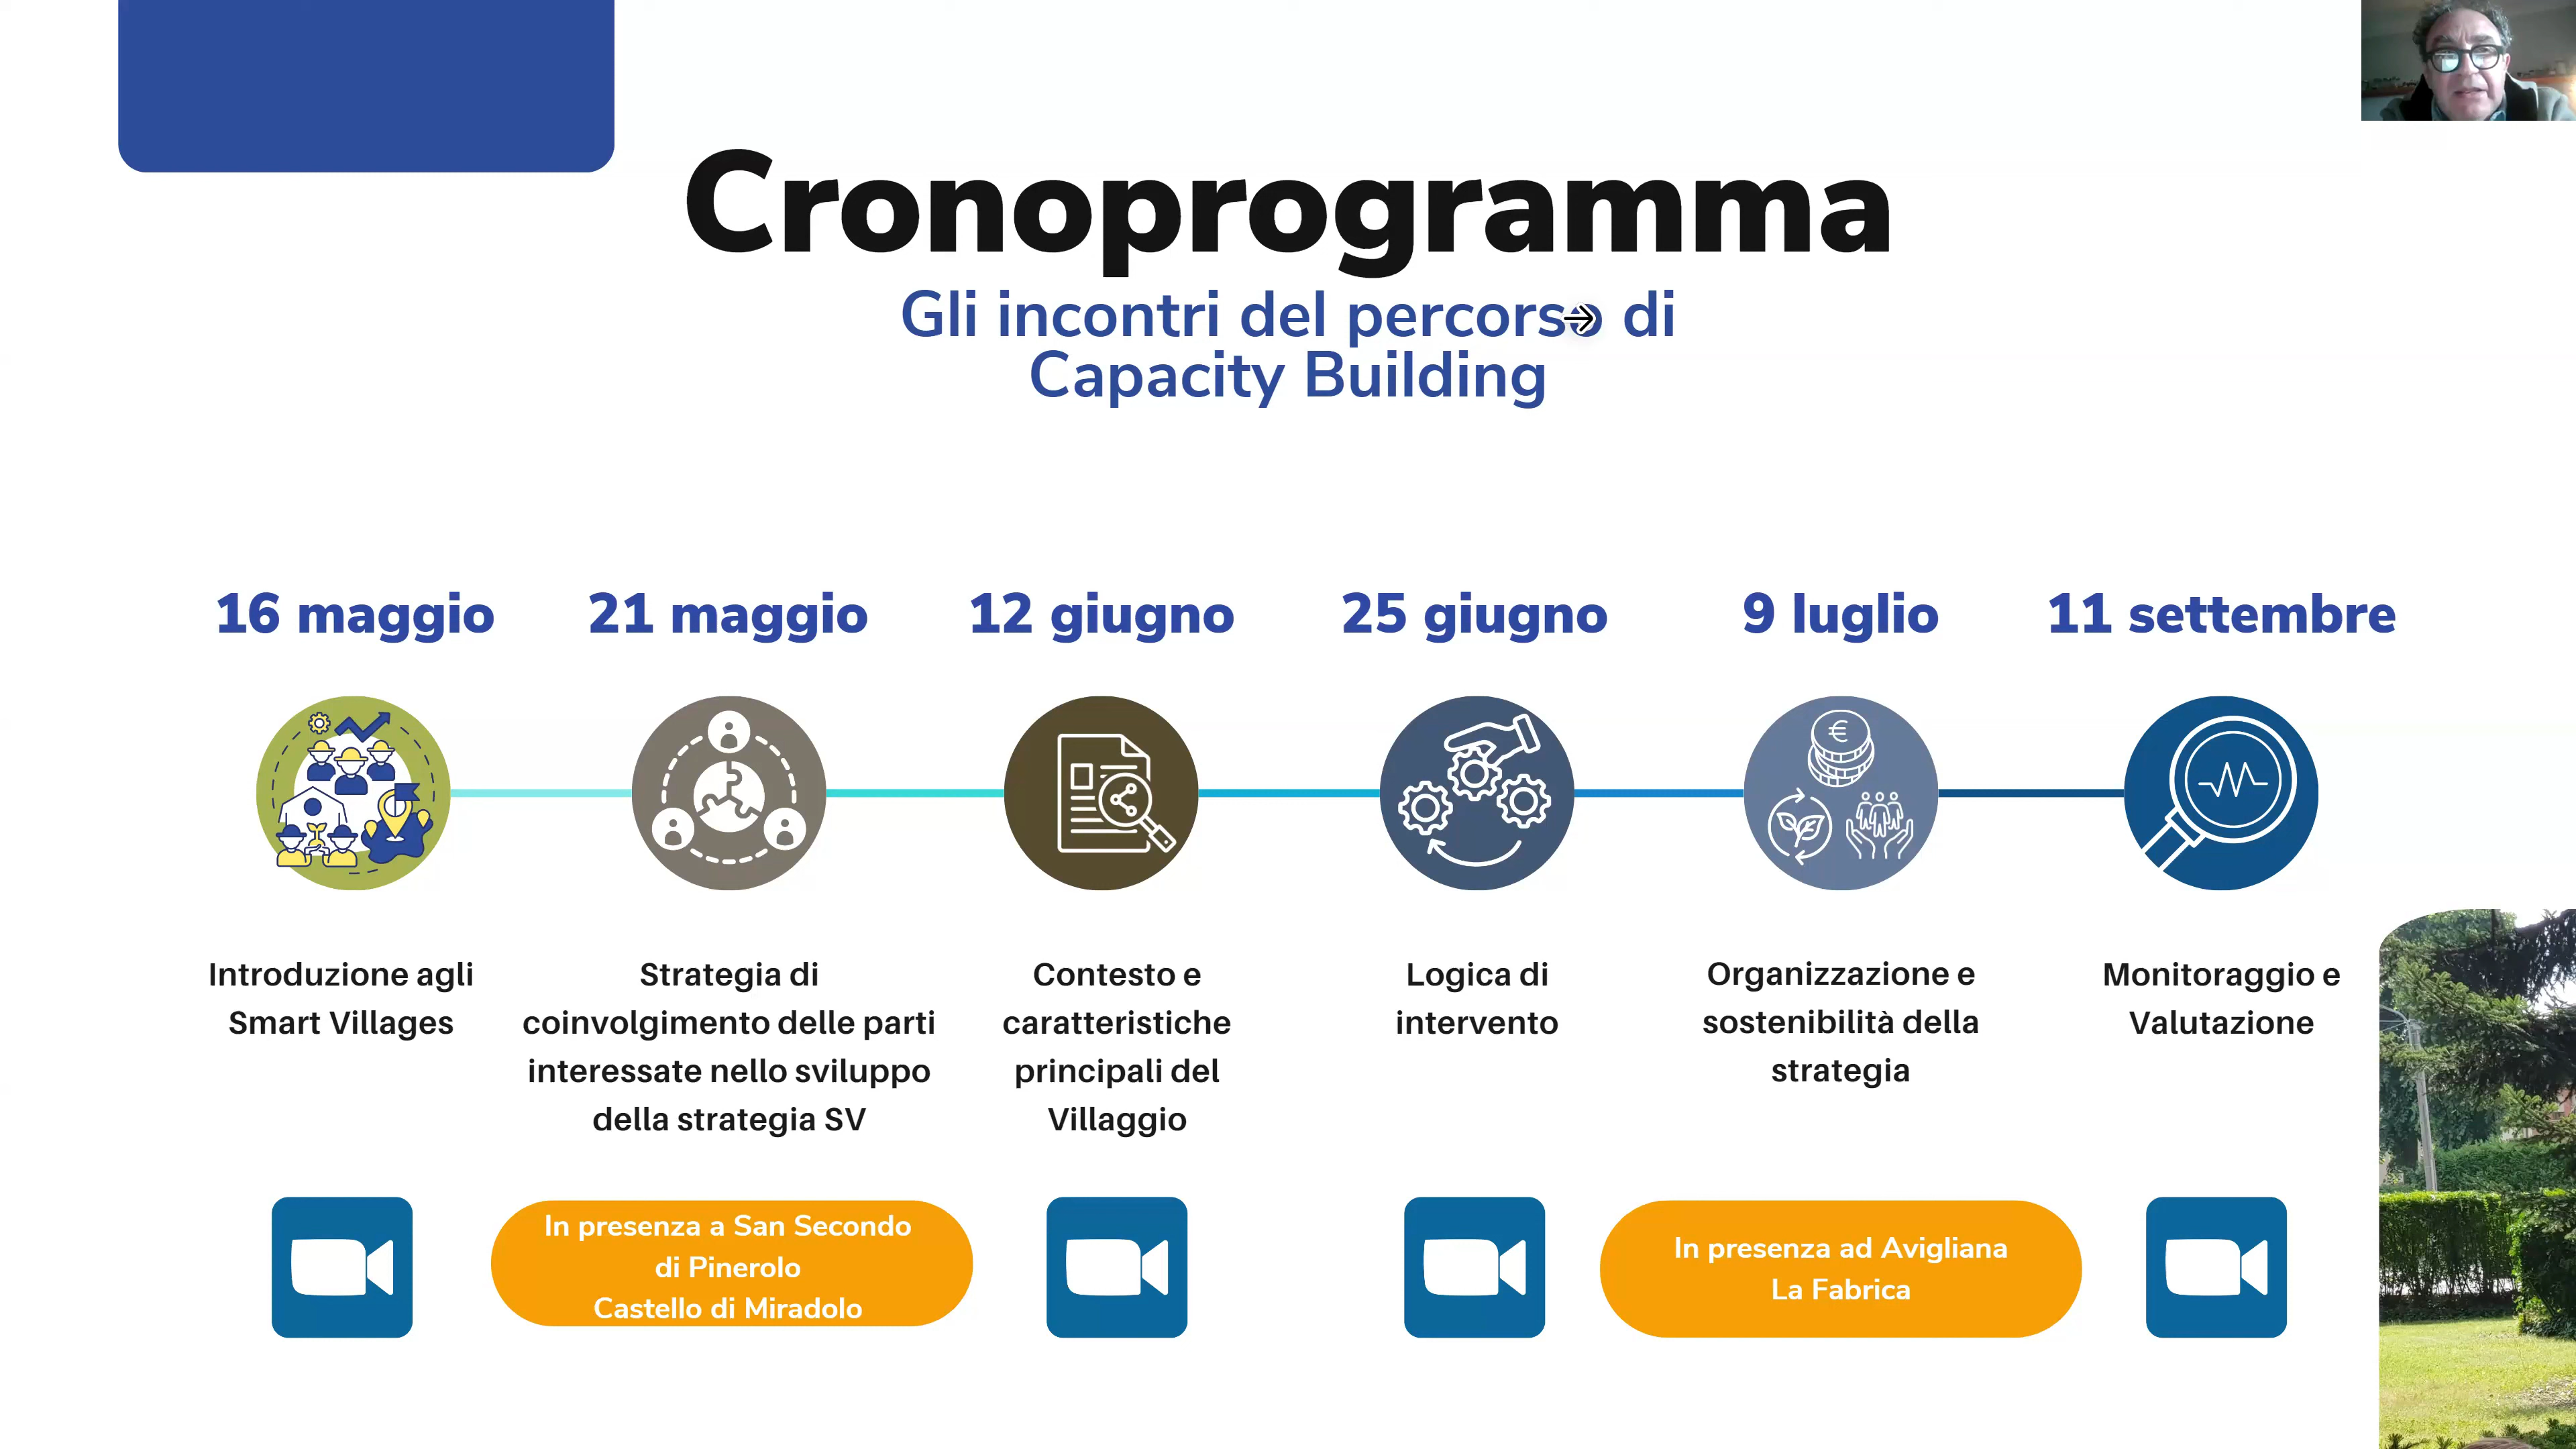 Cronoprogramma
Gli incontri del percorso di
Capacity Building
16 maggio
21 maggio
12 giugno
25 giugno
9 luglio
11 settembre
Introduzione agli
Smart Villages
Strategia di
coinvolgimento delle parti
interessate nello sviluppo
della strategia SV
Contesto e
caratteristiche
principali del
Villaggio
Logica di
intervento
Organizzazione e
sostenibilità della
strategia
Monitoraggio e
Valutazione
In presenza a San Secondo
di Pinerolo
Castello di Miradolo
In presenza ad Avigliana
La Fabrica